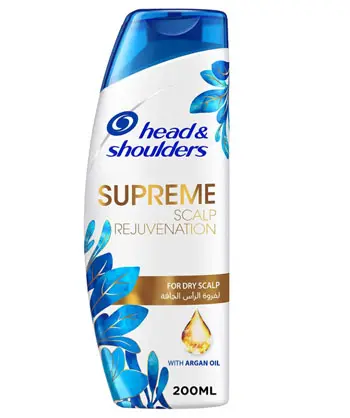 head &
shoulders
SUPREME
SCALP
REJUVENATION
FOR DRY SCALP
لفروة الرأس الجافة
WITH ARGAN OIL
200ML